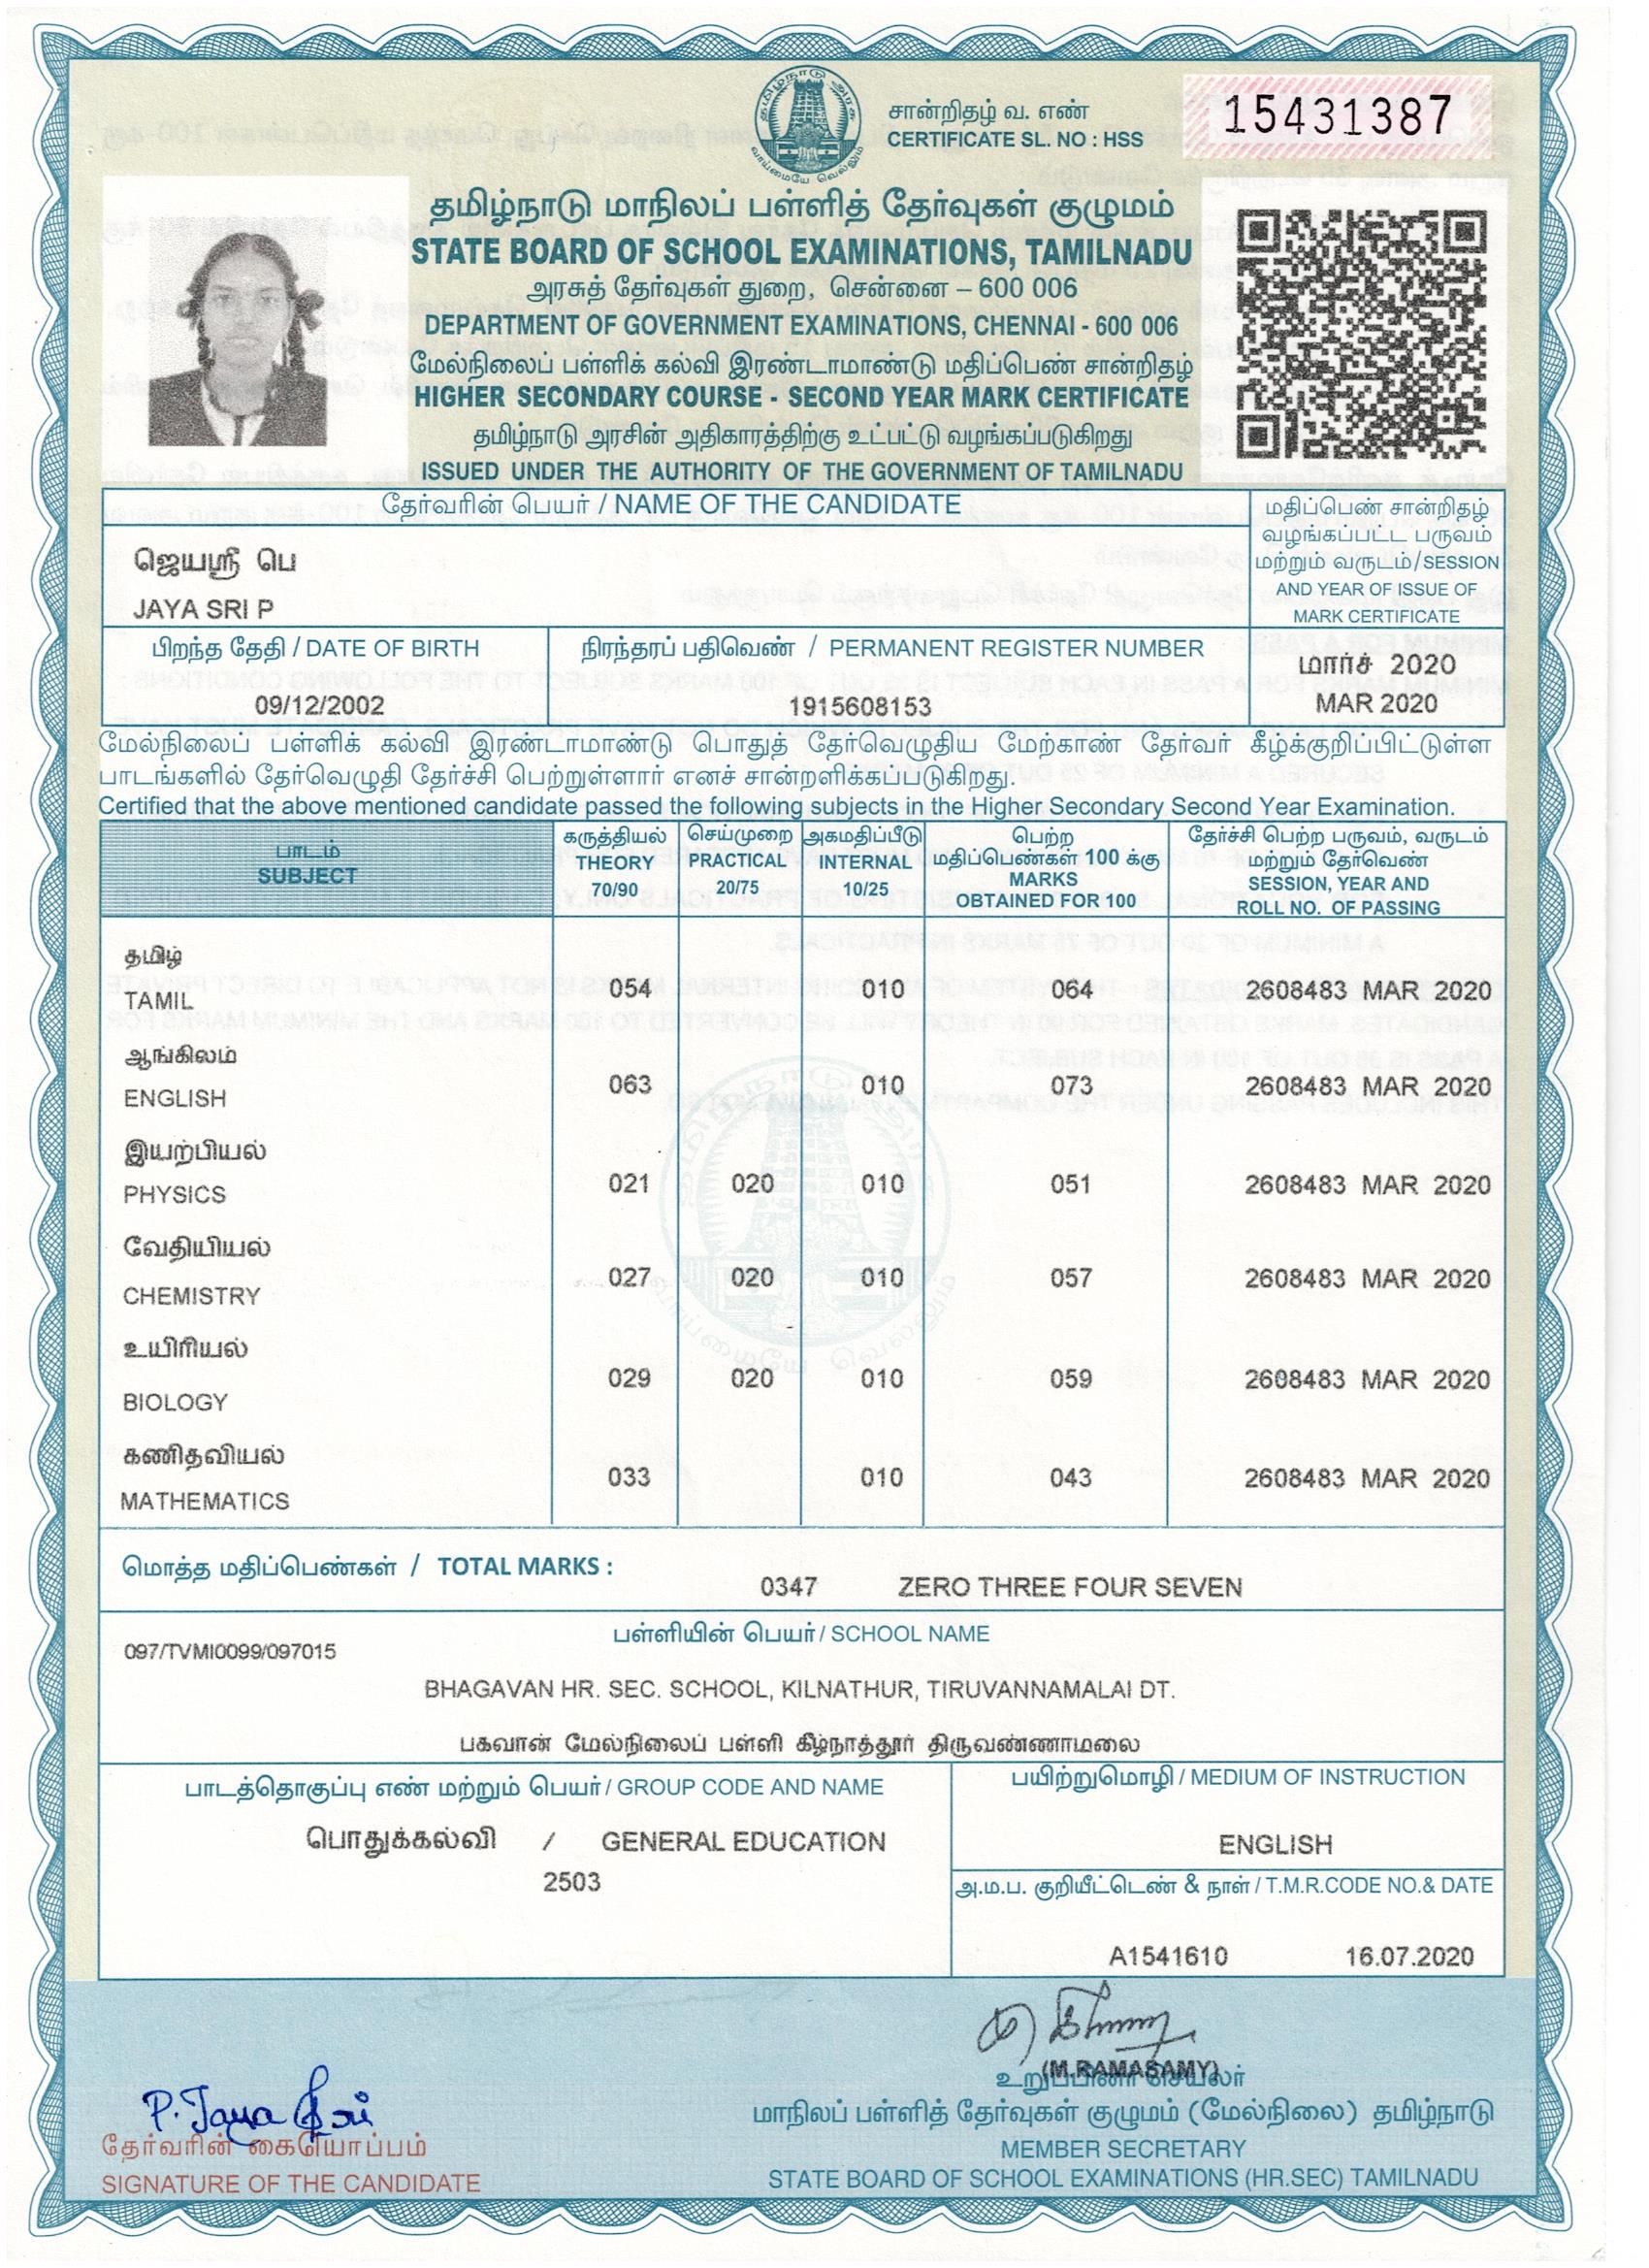 தமிழ்நாடு அரசு
வாய்மையே வெல்லும்
சான்றிதழ் வ. எண்
CERTIFICATE SL. NO : HSS
15431387
தமிழ்நாடு மாநிலப் பள்ளித் தேர்வுகள் குழுமம்
STATE BOARD OF SCHOOL EXAMINATIONS, TAMILNADU
அரசுத் தேர்வுகள் துறை, சென்னை – 600 006
DEPARTMENT OF GOVERNMENT EXAMINATIONS, CHENNAI - 600 006
மேல்நிலைப் பள்ளிக் கல்வி இரண்டாமாண்டு மதிப்பெண் சான்றிதழ்
HIGHER SECONDARY COURSE - SECOND YEAR MARK CERTIFICATE
தமிழ்நாடு அரசின் அதிகாரத்திற்கு உட்பட்டு வழங்கப்படுகிறது
ISSUED UNDER THE AUTHORITY OF THE GOVERNMENT OF TAMILNADU
தேர்வரின் பெயர் / NAME OF THE CANDIDATE
ஜெயஸ்ரீ பெ
JAYA SRI P
மதிப்பெண் சான்றிதழ்
வழங்கப்பட்ட பருவம்
மற்றும் வருடம்/SESSION
AND YEAR OF ISSUE OF
MARK CERTIFICATE
மார்ச் 2020
MAR 2020
பிறந்த தேதி / DATE OF BIRTH
09/12/2002
நிரந்தரப் பதிவெண் / PERMANENT REGISTER NUMBER
1915608153
மேல்நிலைப் பள்ளிக் கல்வி இரண்டாமாண்டு பொதுத் தேர்வெழுதிய மேற்காண் தேர்வர் கீழ்க்குறிப்பிட்டுள்ள
பாடங்களில் தேர்வெழுதி தேர்ச்சி பெற்றுள்ளார் எனச் சான்றளிக்கப்படுகிறது.
Certified that the above mentioned candidate passed the following subjects in the Higher Secondary Second Year Examination.
பாடம்
SUBJECT
கருத்தியல்
THEORY
70/90
செய்முறை
PRACTICAL
20/75
அகமதிப்பீடு
INTERNAL
10/25
பெற்ற
மதிப்பெண்கள் 100 க்கு
MARKS
OBTAINED FOR 100
தேர்ச்சி பெற்ற பருவம், வருடம்
மற்றும் தேர்வெண்
SESSION, YEAR AND
ROLL NO. OF PASSING
தமிழ்
TAMIL 054 010 064 2608483 MAR 2020
ஆங்கிலம்
ENGLISH 063 010 073 2608483 MAR 2020
இயற்பியல்
PHYSICS 021 020 010 051 2608483 MAR 2020
வேதியியல்
CHEMISTRY 027 020 010 057 2608483 MAR 2020
உயிரியல்
BIOLOGY 029 020 010 059 2608483 MAR 2020
கணிதவியல்
MATHEMATICS 033 010 043 2608483 MAR 2020
மொத்த மதிப்பெண்கள் / TOTAL MARKS :
0347 ZERO THREE FOUR SEVEN
பள்ளியின் பெயர் / SCHOOL NAME
097/TVMI0099/097015
BHAGAVAN HR. SEC. SCHOOL, KILNATHUR, TIRUVANNAMALAI DT.
பகவான் மேல்நிலைப் பள்ளி கீழ்நாத்தூர் திருவண்ணாமலை
பாடத்தொகுப்பு எண் மற்றும் பெயர் / GROUP CODE AND NAME
பொதுக்கல்வி / GENERAL EDUCATION
2503
பயிற்றுமொழி / MEDIUM OF INSTRUCTION
ENGLISH
அ.ம.ப. குறியீட்டெண் & நாள் / T.M.R.CODE NO.& DATE
A1541610 16.07.2020
P. Jaya Sri
தேர்வரின் கையொப்பம்
SIGNATURE OF THE CANDIDATE
(M.RAMASAMY)
உறுப்பினர் செயலர்
மாநிலப் பள்ளித் தேர்வுகள் குழுமம் (மேல்நிலை) தமிழ்நாடு
MEMBER SECRETARY
STATE BOARD OF SCHOOL EXAMINATIONS (HR.SEC) TAMILNADU